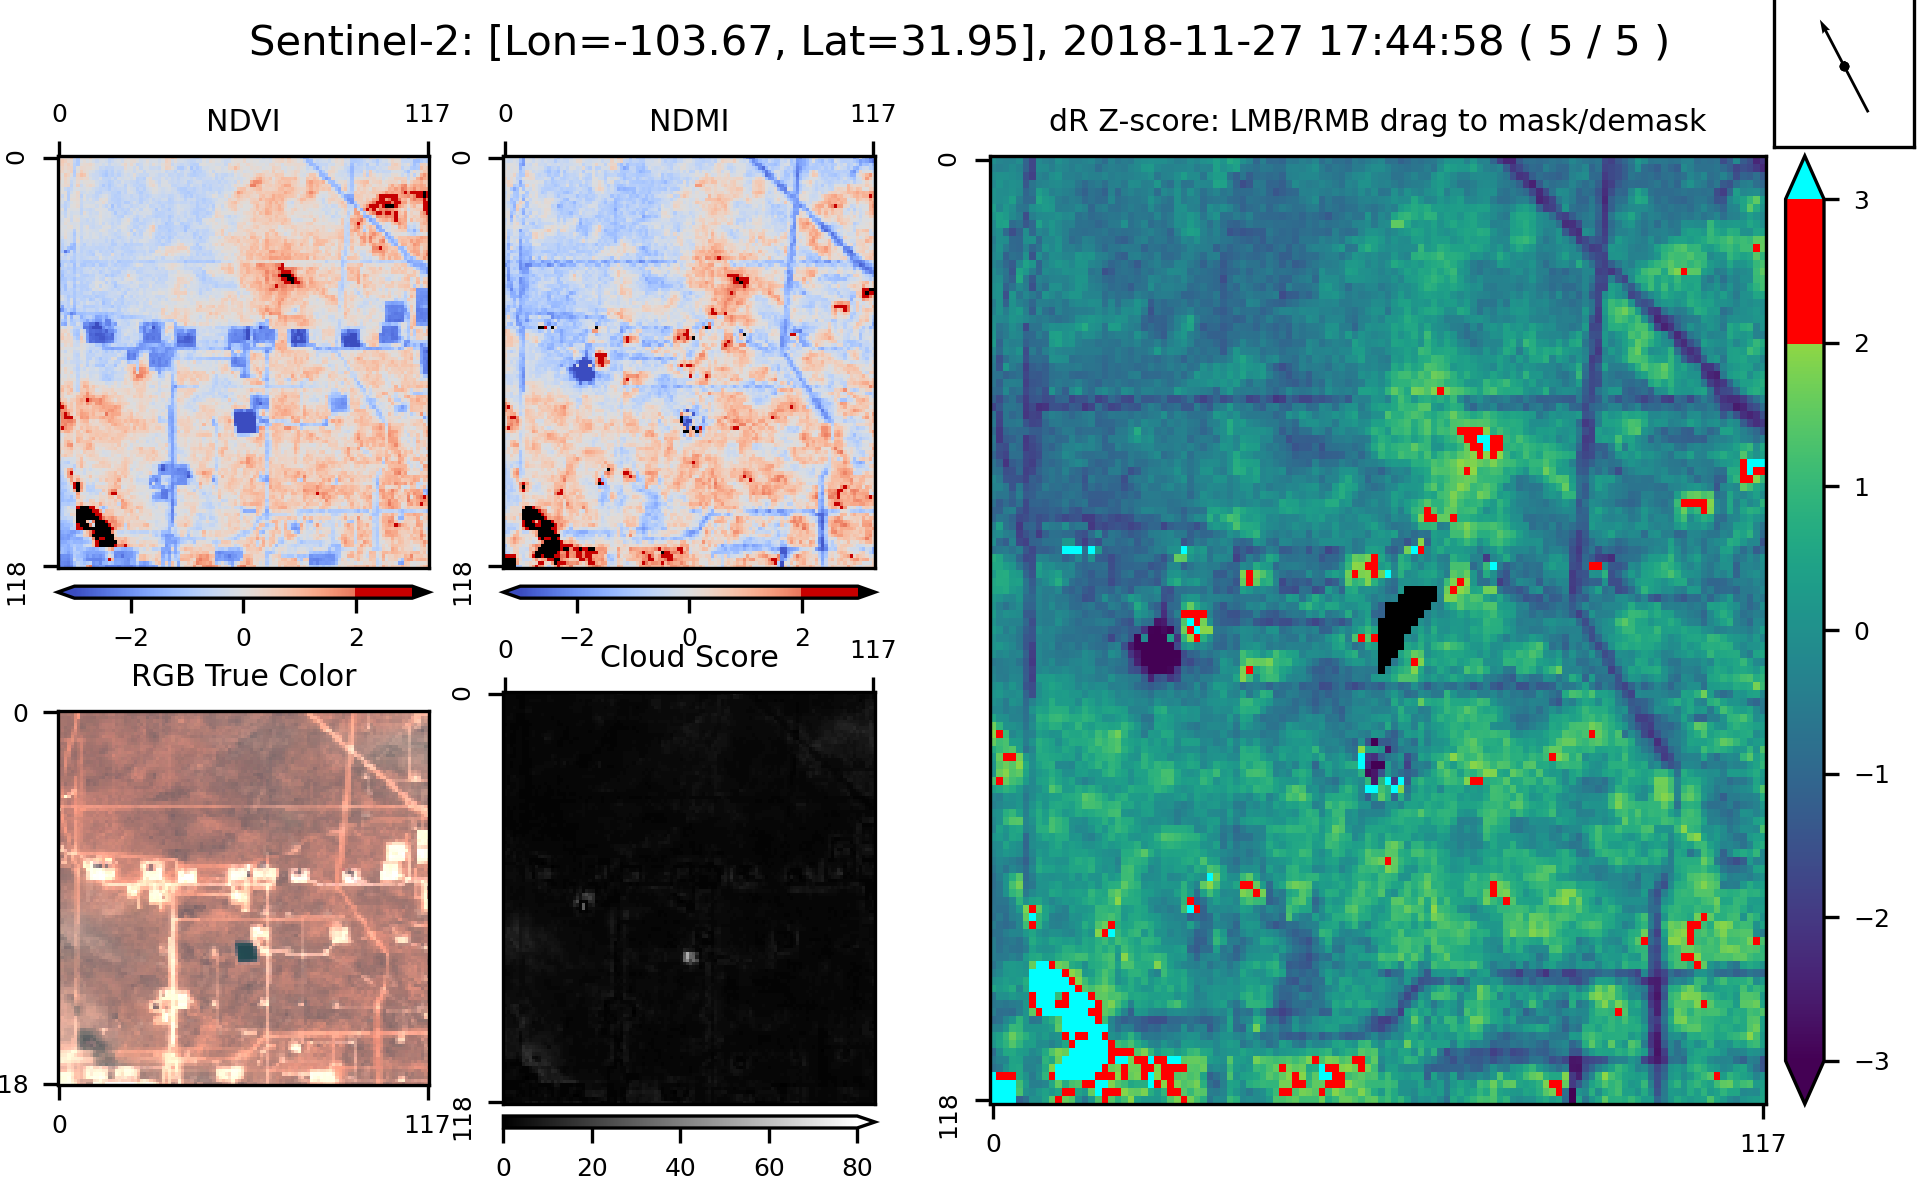 Sentinel-2: [Lon=-103.67, Lat=31.95], 2018-11-27 17:44:58 ( 5 / 5 )
0 NDVI 117
0 NDMI 117
dR Z-score: LMB/RMB drag to mask/demask
0
0
0
118
118
118
−2 0 2
−2 0 2
3
2
1
0
−1
−2
−3
RGB True Color
0 Cloud Score 117
0
18
0 117
0
118
0 20 40 60 80
0 117